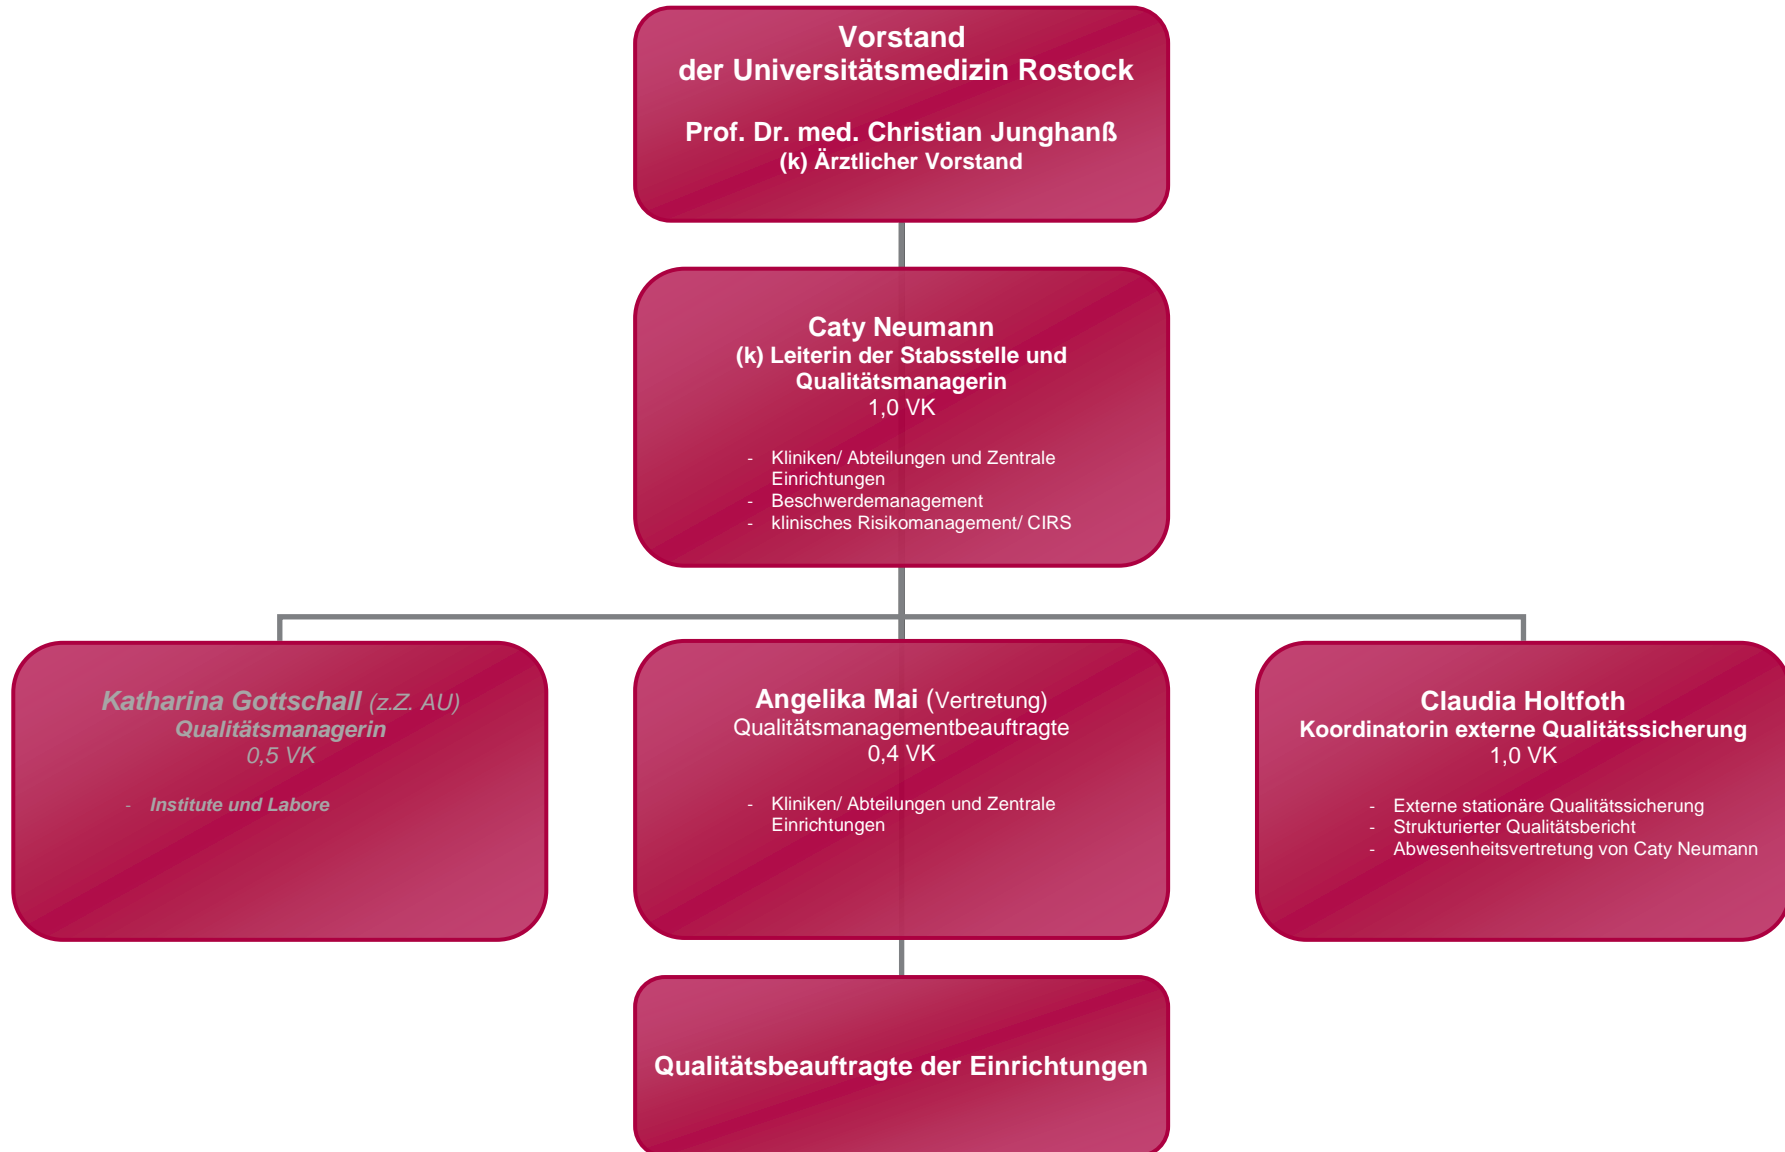 Vorstand
der Universitätsmedizin Rostock
Prof. Dr. med. Christian Junghanß
(k) Ärztlicher Vorstand
Caty Neumann
(k) Leiterin der Stabsstelle und
Qualitätsmanagerin
1,0 VK
- Kliniken/ Abteilungen und Zentrale
Einrichtungen
- Beschwerdemanagement
- klinisches Risikomanagement/ CIRS
Katharina Gottschall (z.Z. AU)
Qualitätsmanagerin
0,5 VK
- Institute und Labore
Angelika Mai (Vertretung)
Qualitätsmanagementbeauftragte
0,4 VK
- Kliniken/ Abteilungen und Zentrale
Einrichtungen
Claudia Holtfoth
Koordinatorin externe Qualitätssicherung
1,0 VK
- Externe stationäre Qualitätssicherung
- Strukturierter Qualitätsbericht
- Abwesenheitsvertretung von Caty Neumann
Qualitätsbeauftragte der Einrichtungen